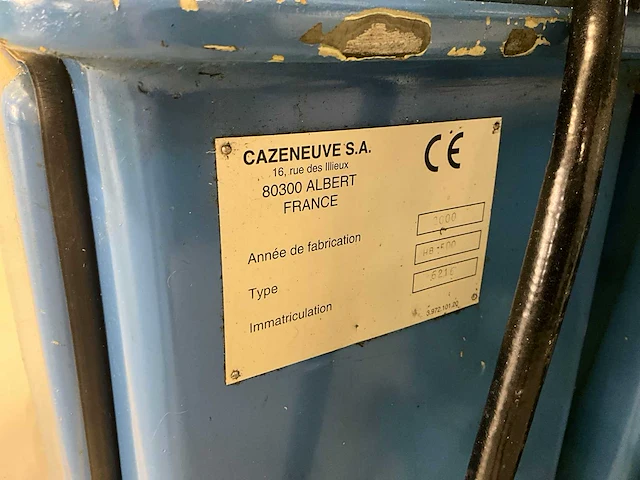 CAZENEUVE S.A.
16, rue des Illieux
80300 ALBERT
FRANCE
CE
Année de fabrication
Type
Immatriculation